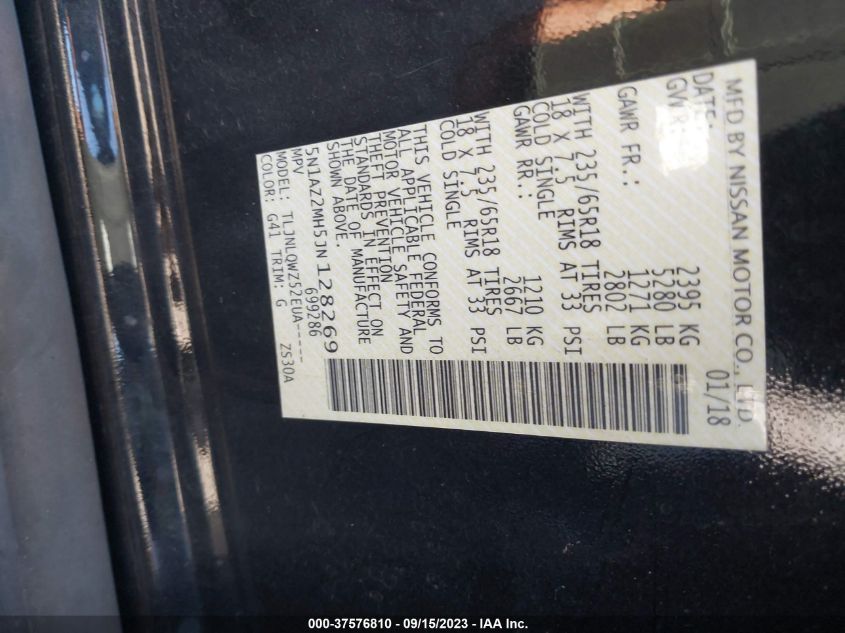 MFD BY NISSAN MOTOR CO., LTD.
DATE: 01/18
GVWR: 2395 KG
5280 LB
GAWR FR.: 1271 KG
2802 LB
WITH 235/65R18 TIRES
18 X 7.5 RIMS AT 33 PSI
COLD SINGLE
GAWR RR.: 1210 KG
2667 LB
WITH 235/65R18 TIRES
18 X 7.5 RIMS AT 33 PSI
COLD SINGLE
THIS VEHICLE CONFORMS TO
ALL APPLICABLE FEDERAL
MOTOR VEHICLE SAFETY AND
THEFT PREVENTION
STANDARDS IN EFFECT ON
THE DATE OF MANUFACTURE
SHOWN ABOVE.
5N1AZ2MH5JN128269
MPV 699286
MODEL: TLJNLQWZ52EUA-----
COLOR: G41 TRIM: G ZS30A
000-37576810 - 09/15/2023 - IAA Inc.